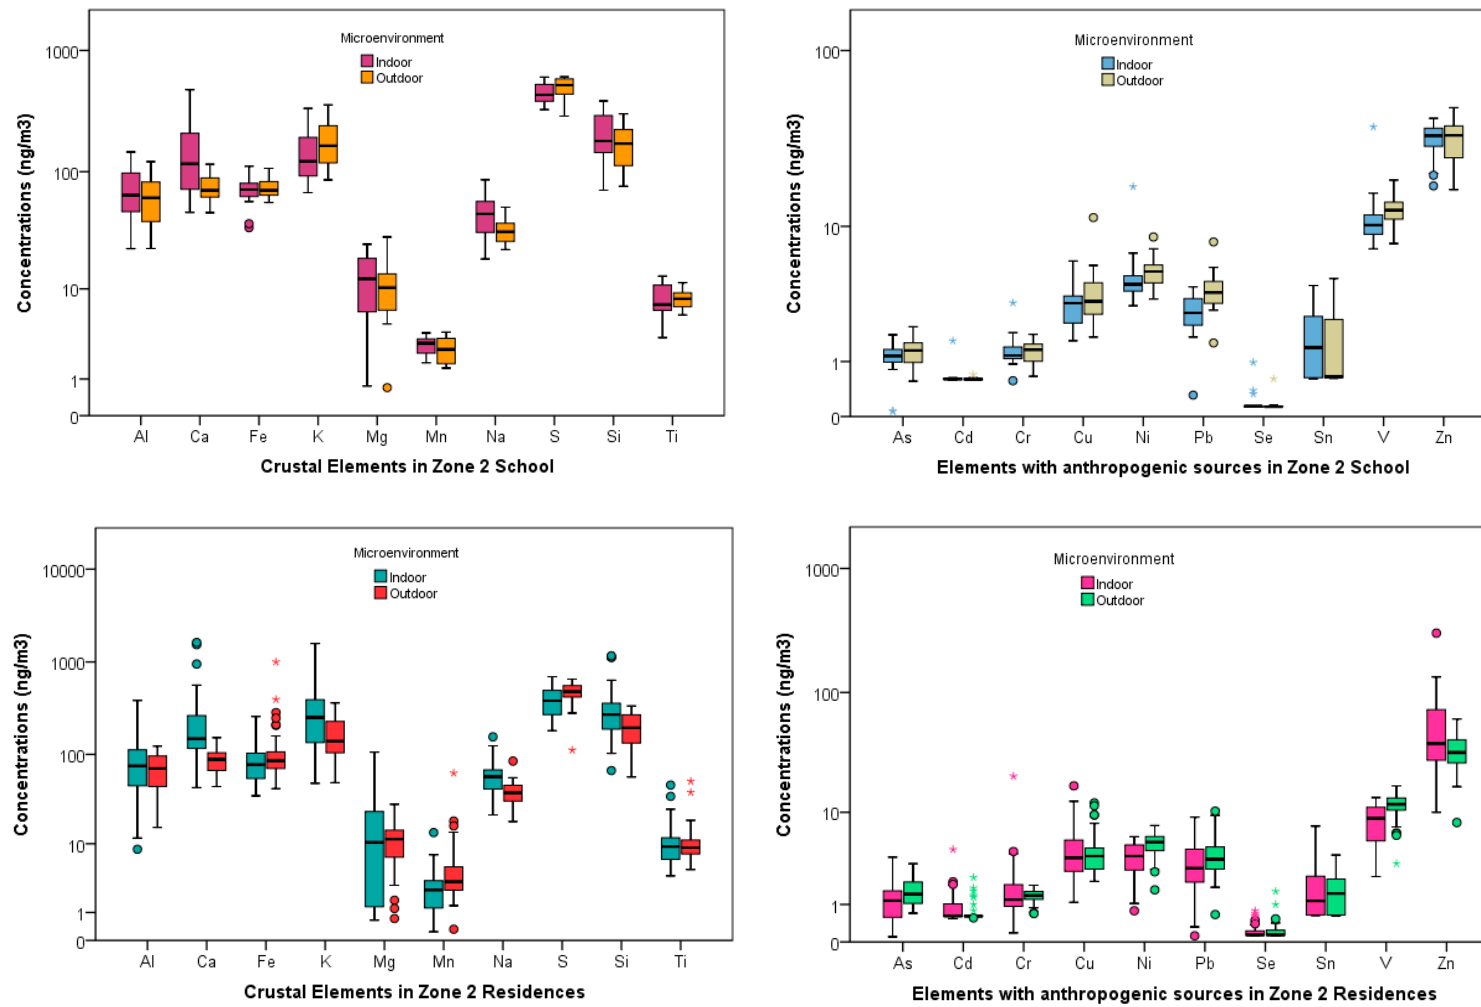 Microenvironment
Indoor
Outdoor
Concentrations (ng/m3)
1000
100
10
1
0
Al Ca Fe K Mg Mn Na S Si Ti
Crustal Elements in Zone 2 School
Microenvironment
Indoor
Outdoor
Concentrations (ng/m3)
100
10
1
0
As Cd Cr Cu Ni Pb Se Sn V Zn
Elements with anthropogenic sources in Zone 2 School
Microenvironment
Indoor
Outdoor
Concentrations (ng/m3)
10000
1000
100
10
1
0
Al Ca Fe K Mg Mn Na S Si Ti
Crustal Elements in Zone 2 Residences
Microenvironment
Indoor
Outdoor
Concentrations (ng/m3)
1000
100
10
1
0
As Cd Cr Cu Ni Pb Se Sn V Zn
Elements with anthropogenic sources in Zone 2 Residences